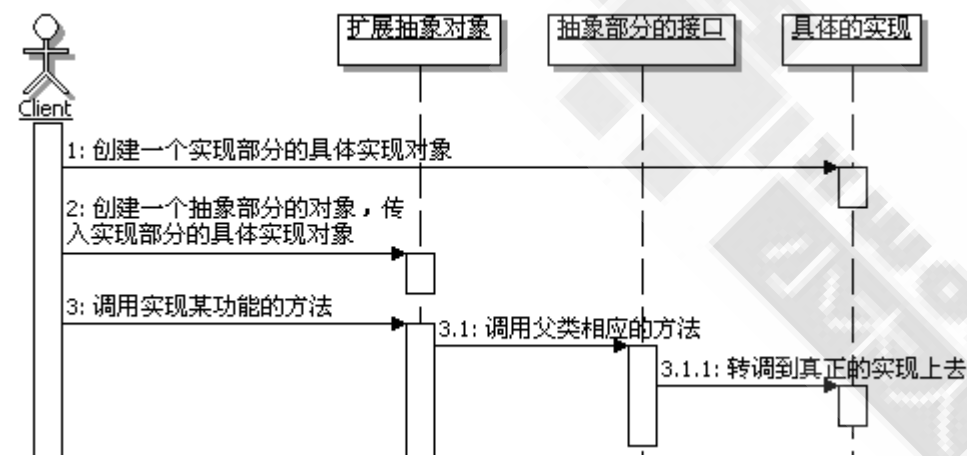 扩展抽象对象
抽象部分的接口
具体的实现
Client
1: 创建一个实现部分的具体实现对象
2: 创建一个抽象部分的对象，传
入实现部分的具体实现对象
3: 调用实现某功能的方法
3.1: 调用父类相应的方法
3.1.1: 转调到真正的实现上去